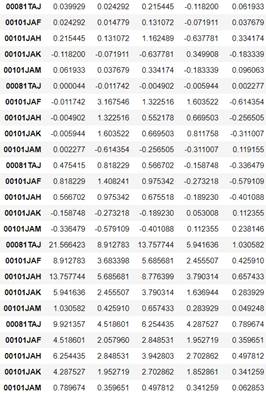 00081TAJ 0.039929 0.024292 0.215445 -0.118200 0.061933
00101JAF 0.024292 0.014779 0.131072 -0.071911 0.037679
00101JAH 0.215445 0.131072 1.162489 -0.637781 0.334174
00101JAK -0.118200 -0.071911 -0.637781 0.349908 -0.183339
00101JAM 0.061933 0.037679 0.334174 -0.183339 0.096063
00081TAJ 0.000044 -0.011742 -0.004902 -0.005944 0.002277
00101JAF -0.011742 3.167546 1.322516 1.603522 -0.614354
00101JAH -0.004902 1.322516 0.552178 0.669503 -0.256505
00101JAK -0.005944 1.603522 0.669503 0.811758 -0.311007
00101JAM 0.002277 -0.614354 -0.256505 -0.311007 0.119155
00081TAJ 0.475415 0.818229 0.566702 -0.158748 -0.336479
00101JAF 0.818229 1.408241 0.975342 -0.273218 -0.579109
00101JAH 0.566702 0.975342 0.675518 -0.189230 -0.401088
00101JAK -0.158748 -0.273218 -0.189230 0.053008 0.112355
00101JAM -0.336479 -0.579109 -0.401088 0.112355 0.238146
00081TAJ 21.566423 8.912783 13.757744 5.941636 1.030582
00101JAF 8.912783 3.683398 5.685681 2.455507 0.425910
00101JAH 13.757744 5.685681 8.776399 3.790414 0.657433
00101JAK 5.941636 2.455507 3.790414 1.636944 0.283929
00101JAM 1.030582 0.425910 0.657433 0.283929 0.049248
00081TAJ 9.921357 4.518601 6.254435 4.287527 0.789674
00101JAF 4.518601 2.057960 2.848531 1.952719 0.359651
00101JAH 6.254435 2.848531 3.942803 2.702862 0.497812
00101JAK 4.287527 1.952719 2.702862 1.852861 0.341259
00101JAM 0.789674 0.359651 0.497812 0.341259 0.062853